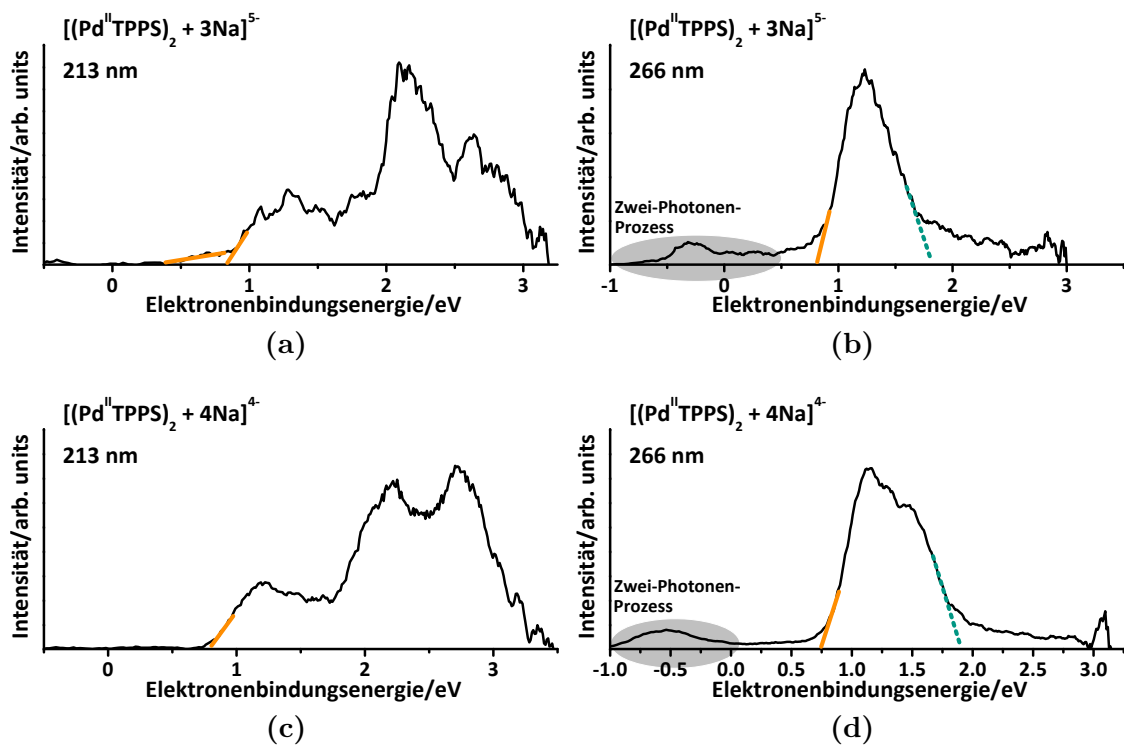 [(Pd^II TPPS)_2 + 3Na]^5-
213 nm
Intensität/arb. units
0 1 2 3
Elektronenbindungsenergie/eV
(a)
[(Pd^II TPPS)_2 + 3Na]^5-
266 nm
Zwei-Photonen-
Prozess
Intensität/arb. units
-1 0 1 2 3
Elektronenbindungsenergie/eV
(b)
[(Pd^II TPPS)_2 + 4Na]^4-
213 nm
Intensität/arb. units
0 1 2 3
Elektronenbindungsenergie/eV
(c)
[(Pd^II TPPS)_2 + 4Na]^4-
266 nm
Zwei-Photonen-
Prozess
Intensität/arb. units
-1.0 -0.5 0.0 0.5 1.0 1.5 2.0 2.5 3.0
Elektronenbindungsenergie/eV
(d)